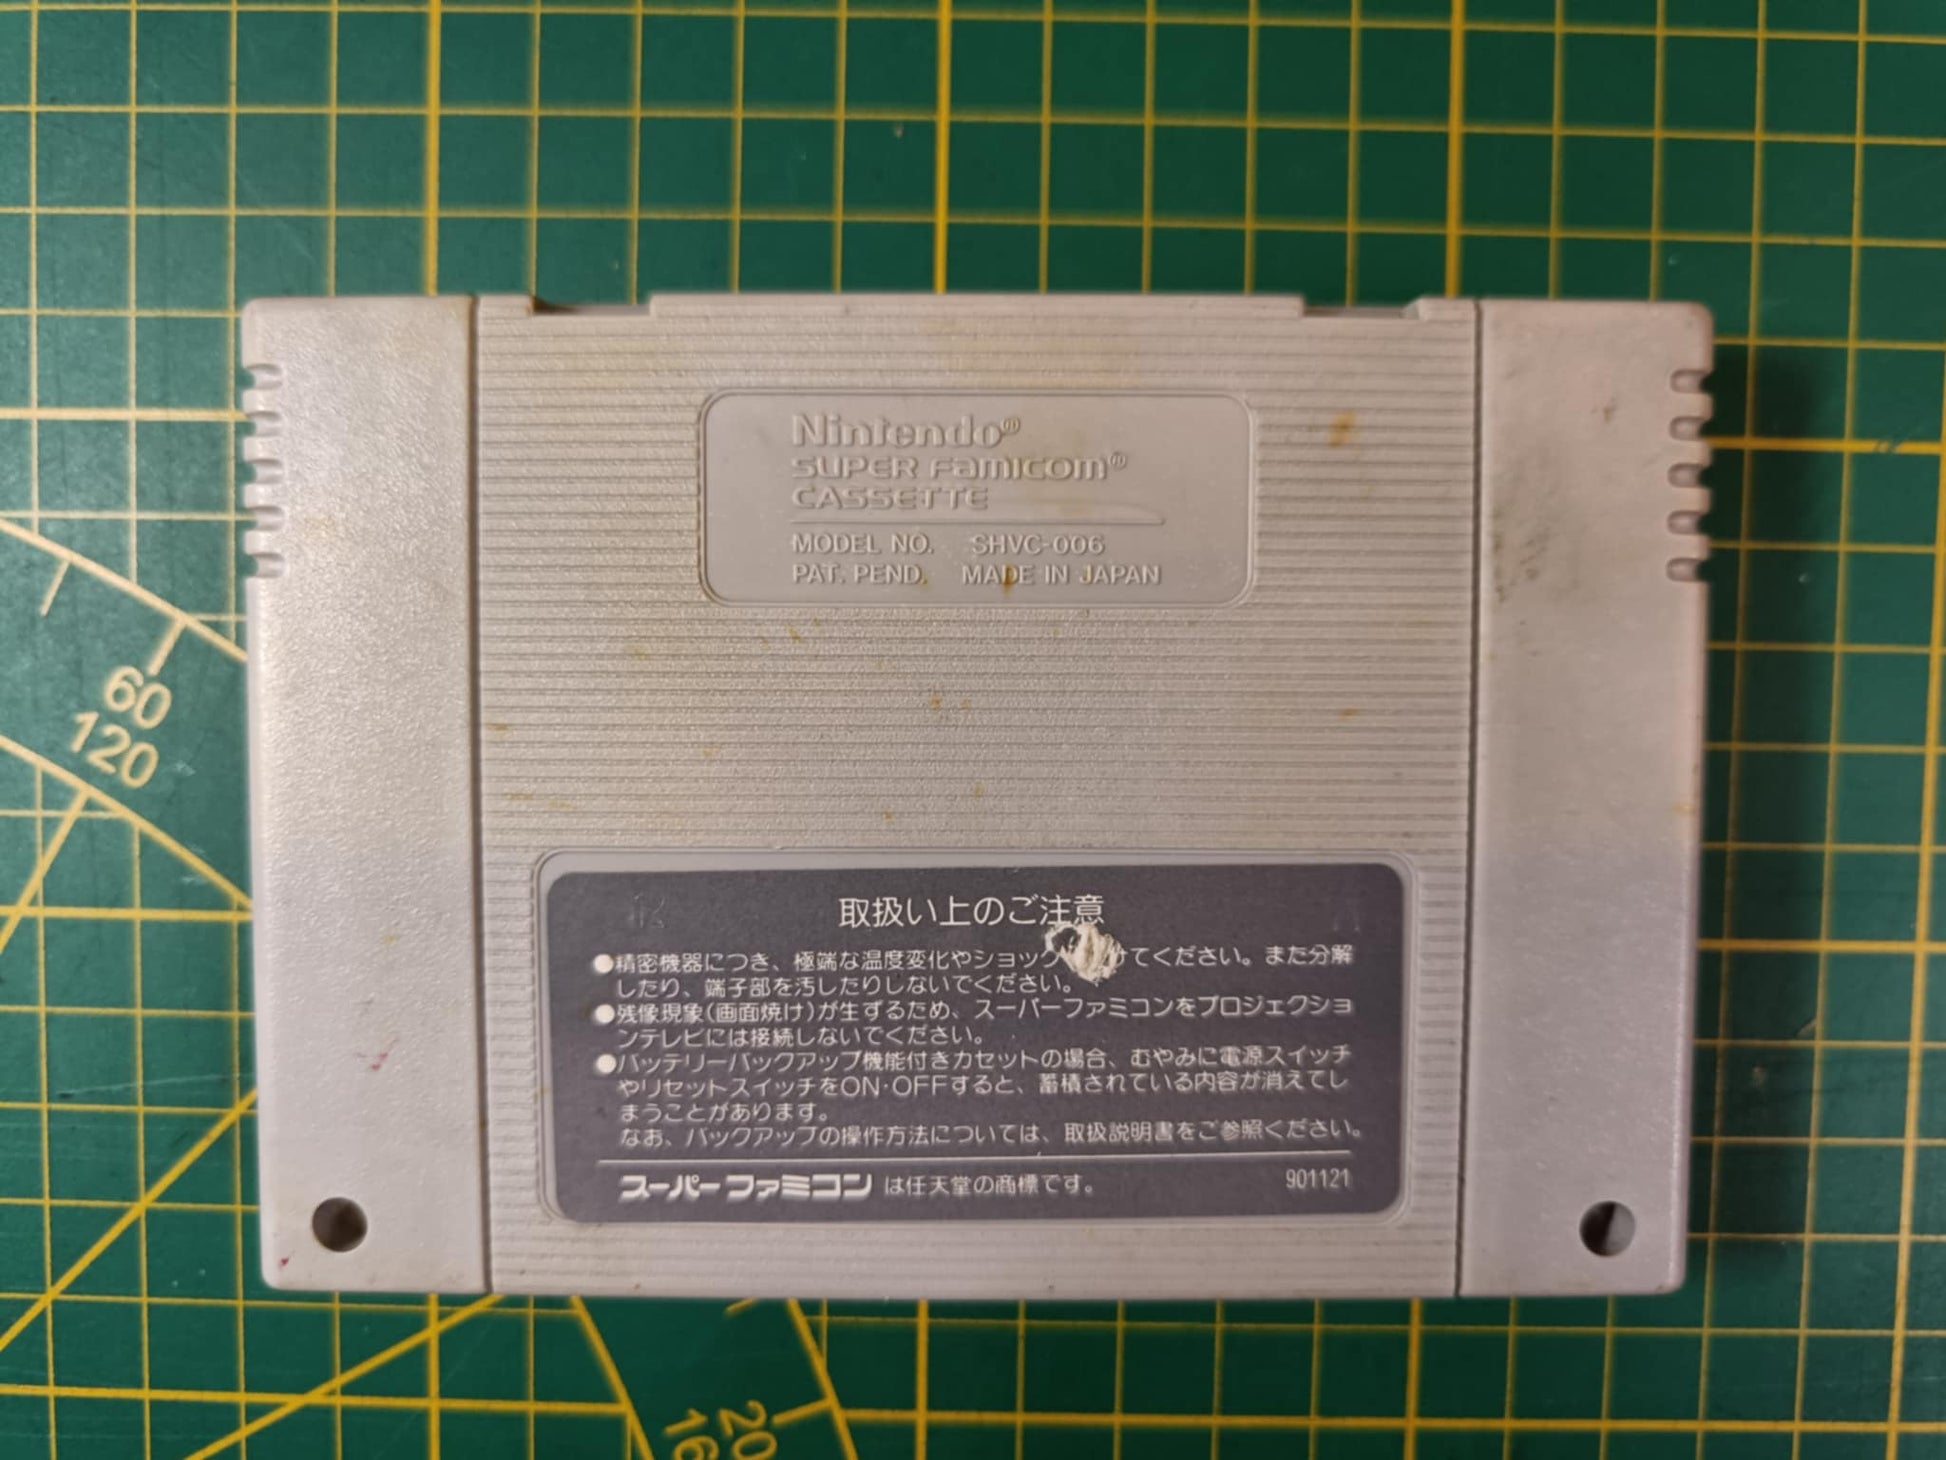 Nintendo®
SUPER Famicom®
CASSETTE
MODEL NO. SHVC-006
PAT. PEND. MADE IN JAPAN
取扱い上のご注意
●精密機器につき、極端な温度変化やショック けてください。また分解
したり、端子部を汚したりしないでください。
●残像現象(画面焼け)が生ずるため、スーパーファミコンをプロジェクショ
ンテレビには接続しないでください。
●バッテリーバックアップ機能付きカセットの場合、むやみに電源スイッチ
やリセットスイッチをON・OFFすると、蓄積されている内容が消えてし
まうことがあります。
なお、バックアップの操作方法については、取扱説明書をご参照ください。
スーパーファミコン は任天堂の商標です。 901121
60
120
20
16